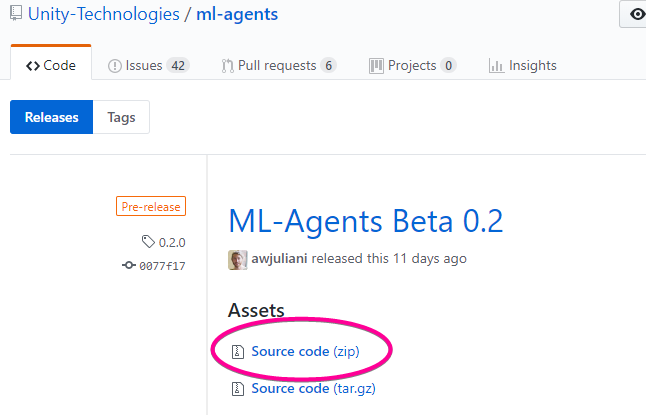 Unity-Technologies / ml-agents
Code Issues 42 Pull requests 6 Projects 0 Insights
Releases Tags
Pre-release
0.2.0
0077f17
ML-Agents Beta 0.2
awjuliani released this 11 days ago
Assets
Source code (zip)
Source code (tar.gz)